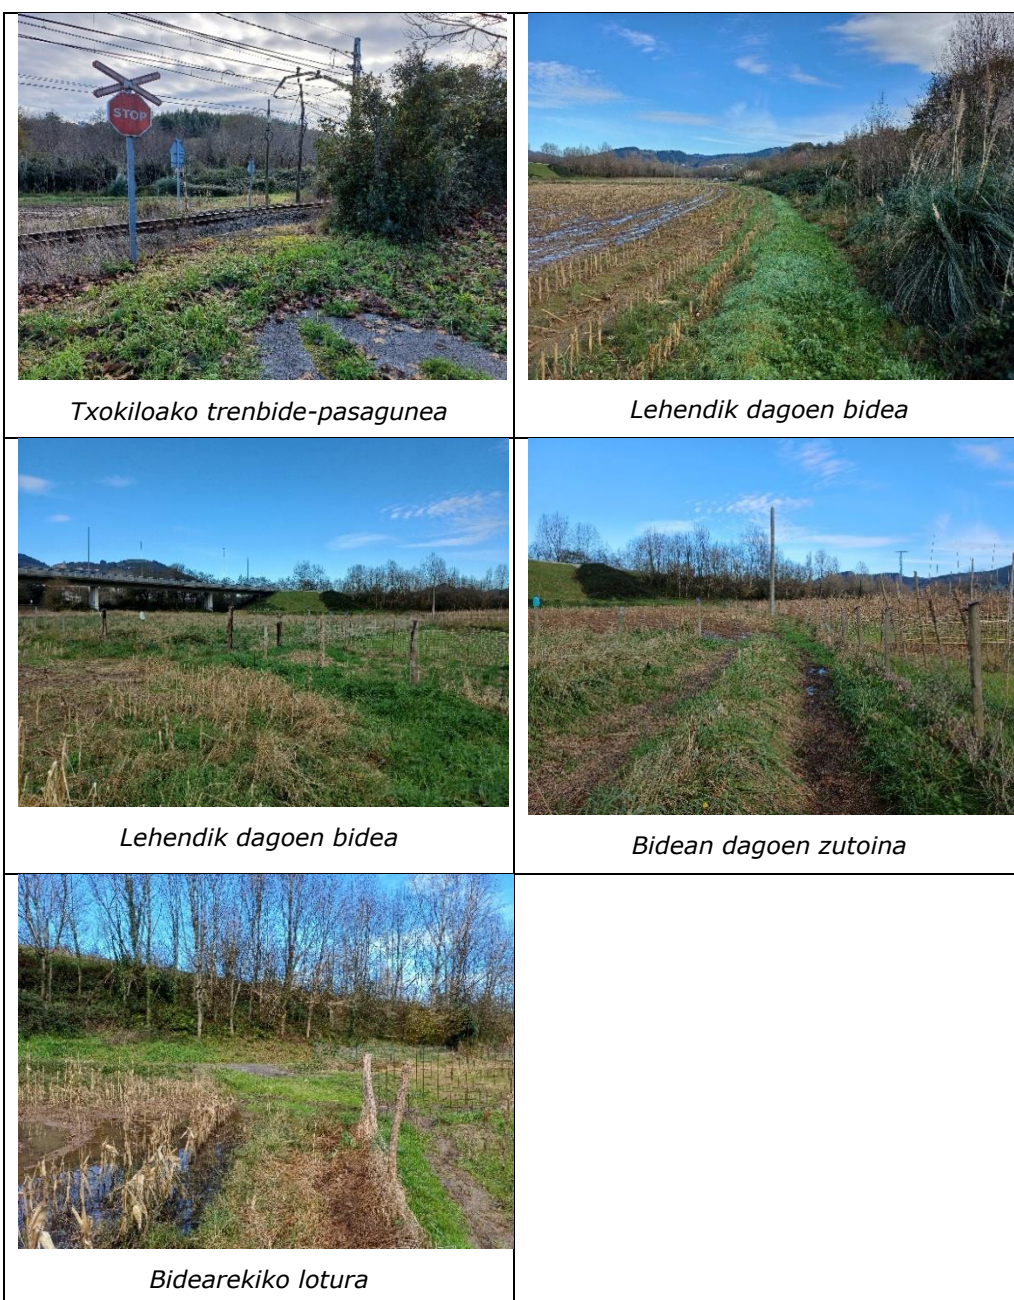 STOP
Txokiloako trenbide-pasagunea
Lehendik dagoen bidea
Lehendik dagoen bidea
Bidean dagoen zutoina
Bidearekiko lotura